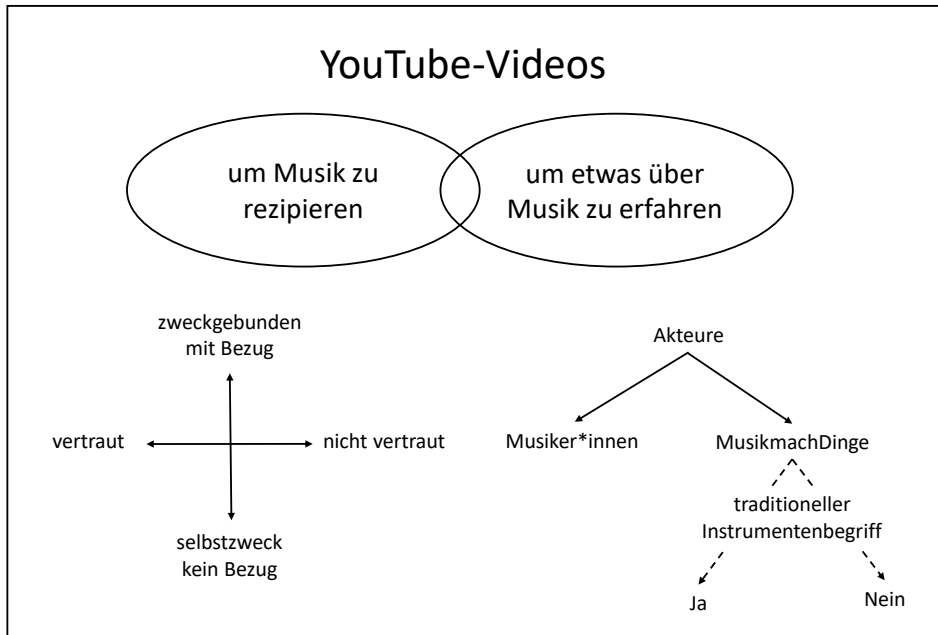 YouTube-Videos
um Musik zu
rezipieren
um etwas über
Musik zu erfahren
zweckgebunden
mit Bezug
vertraut
nicht vertraut
selbstzweck
kein Bezug
Akteure
Musiker*innen
MusikmachDinge
traditioneller
Instrumentenbegriff
Ja
Nein